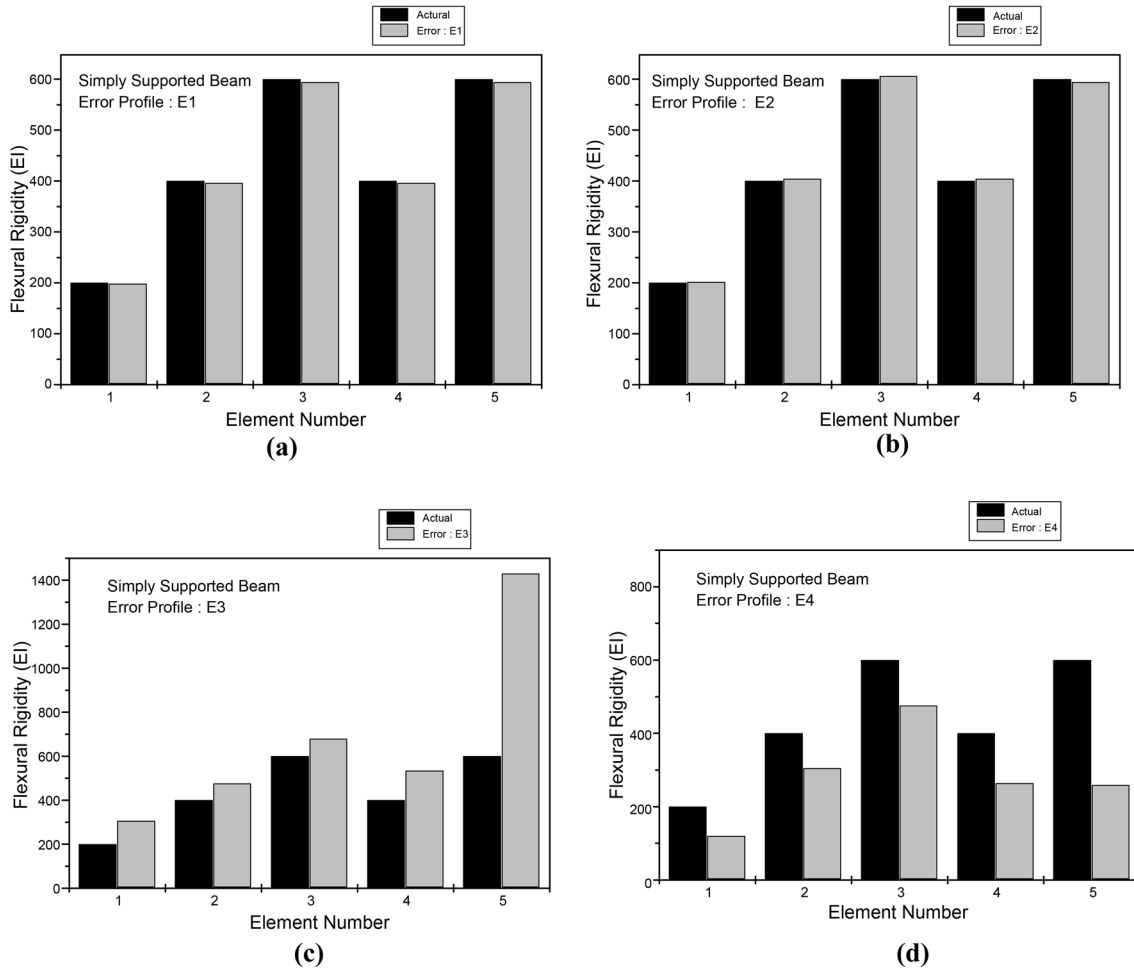 Actural
Error : E1
Simply Supported Beam
Error Profile : E1
Flexural Rigidity (EI)
600
500
400
300
200
100
0
1 2 3 4 5
Element Number
(a)
Actual
Error : E2
Simply Supported Beam
Error Profile : E2
Flexural Rigidity (EI)
600
500
400
300
200
100
0
1 2 3 4 5
Element Number
(b)
Actual
Error : E3
Simply Supported Beam
Error Profile : E3
Flexural Rigidity (EI)
1400
1200
1000
800
600
400
200
0
1 2 3 4 5
Element Number
(c)
Actual
Error : E4
Simply Supported Beam
Error Profile : E4
Flexural Rigidity (EI)
800
600
400
200
0
1 2 3 4 5
Element Number
(d)